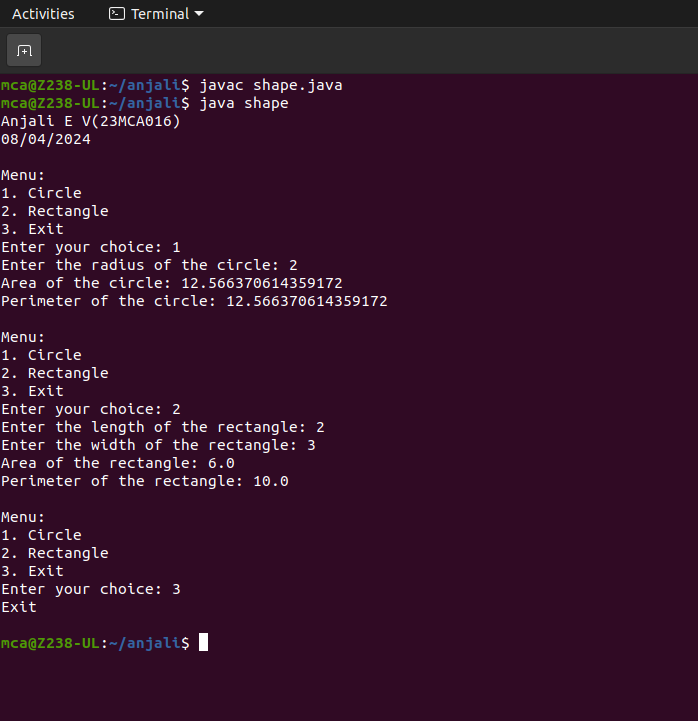 Activities Terminal
mca@Z238-UL:~/anjali$ javac shape.java
mca@Z238-UL:~/anjali$ java shape
Anjali E V(23MCA016)
08/04/2024

Menu:
1. Circle
2. Rectangle
3. Exit
Enter your choice: 1
Enter the radius of the circle: 2
Area of the circle: 12.566370614359172
Perimeter of the circle: 12.566370614359172

Menu:
1. Circle
2. Rectangle
3. Exit
Enter your choice: 2
Enter the length of the rectangle: 2
Enter the width of the rectangle: 3
Area of the rectangle: 6.0
Perimeter of the rectangle: 10.0

Menu:
1. Circle
2. Rectangle
3. Exit
Enter your choice: 3
Exit

mca@Z238-UL:~/anjali$